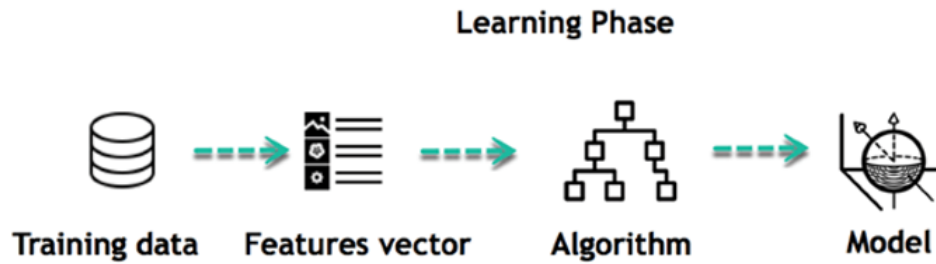 Learning Phase
Training data
Features vector
Algorithm
Model